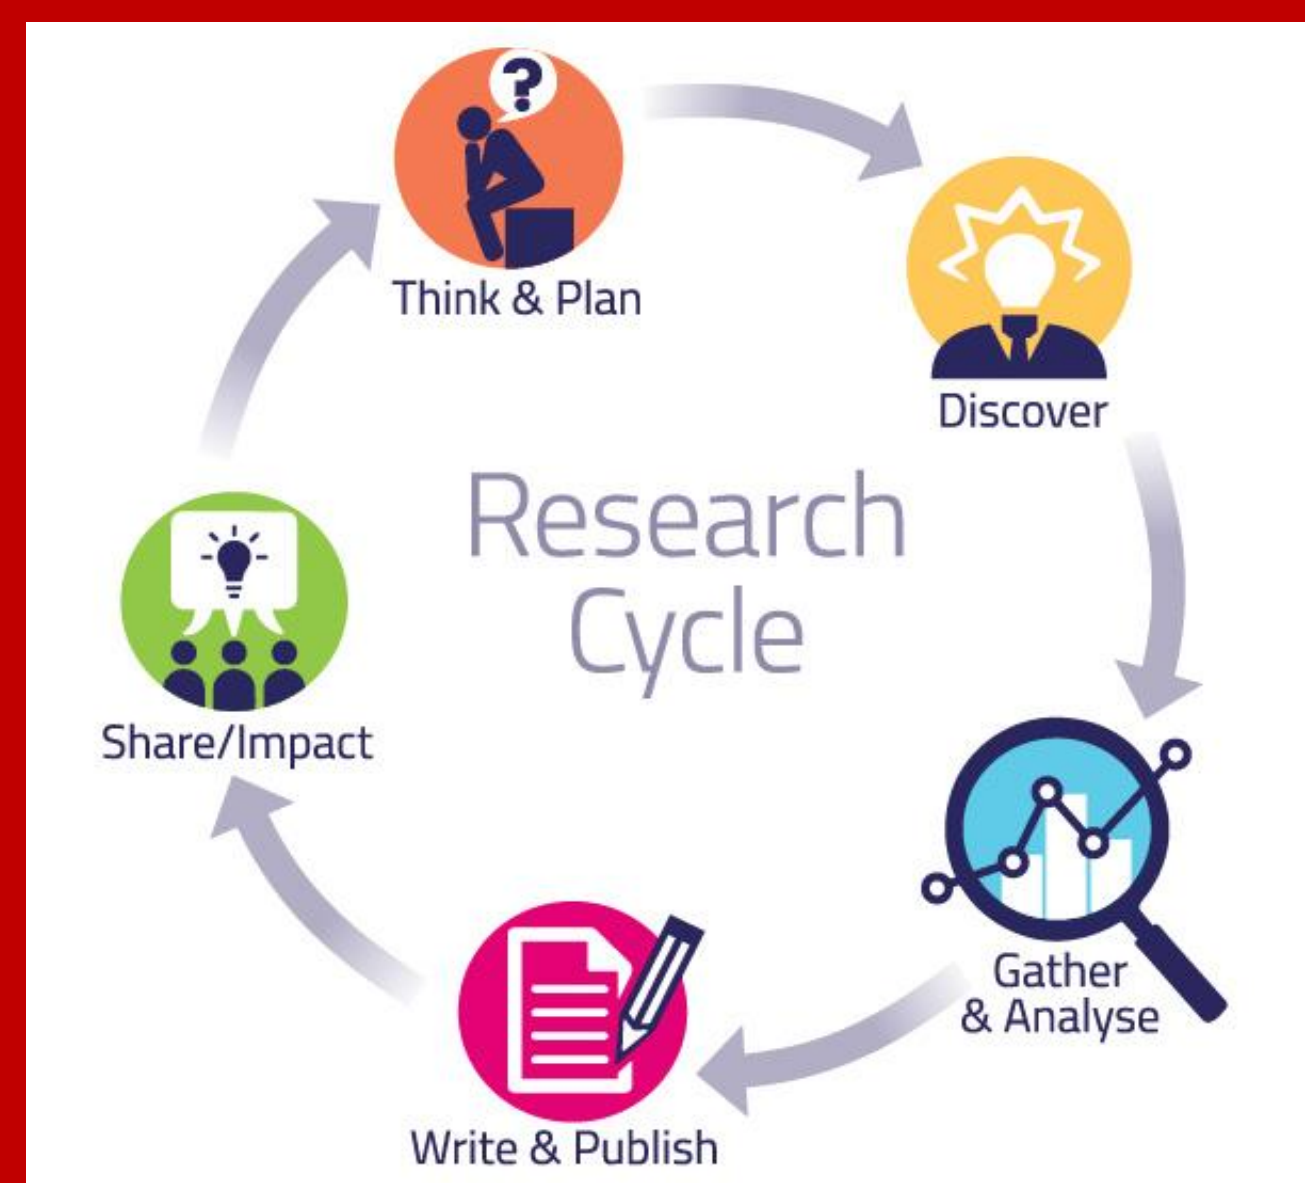 ?
Think & Plan
Discover
Research
Cycle
Share/Impact
Gather
& Analyse
Write & Publish